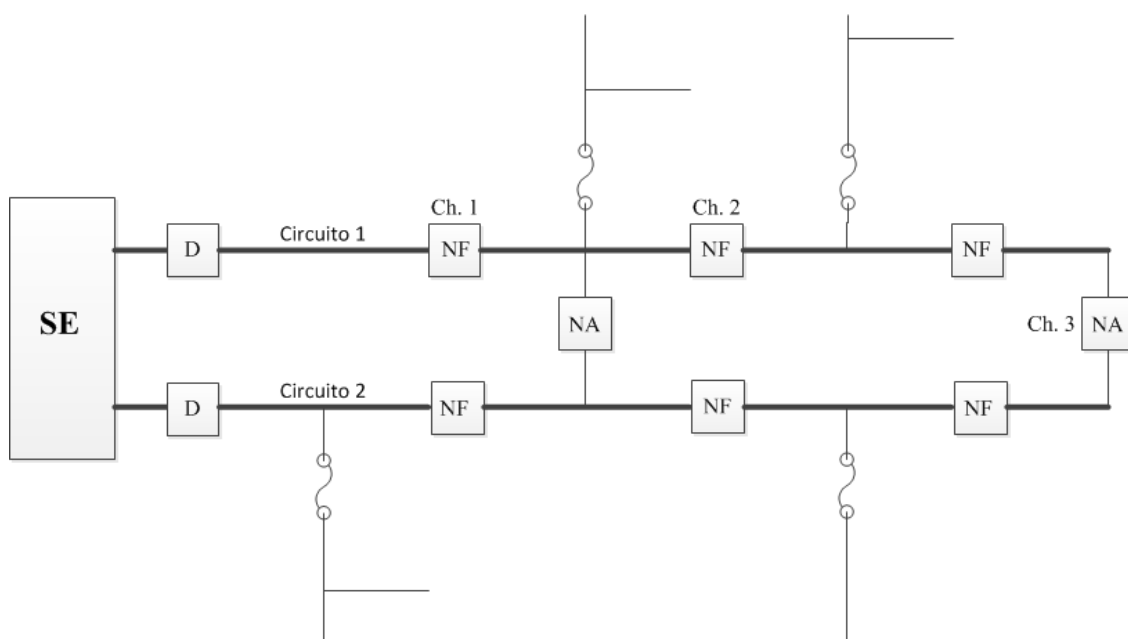 Ch. 1
Ch. 2
D
Circuito 1
NF
NF
NF
SE
NA
Ch. 3
NA
D
Circuito 2
NF
NF
NF